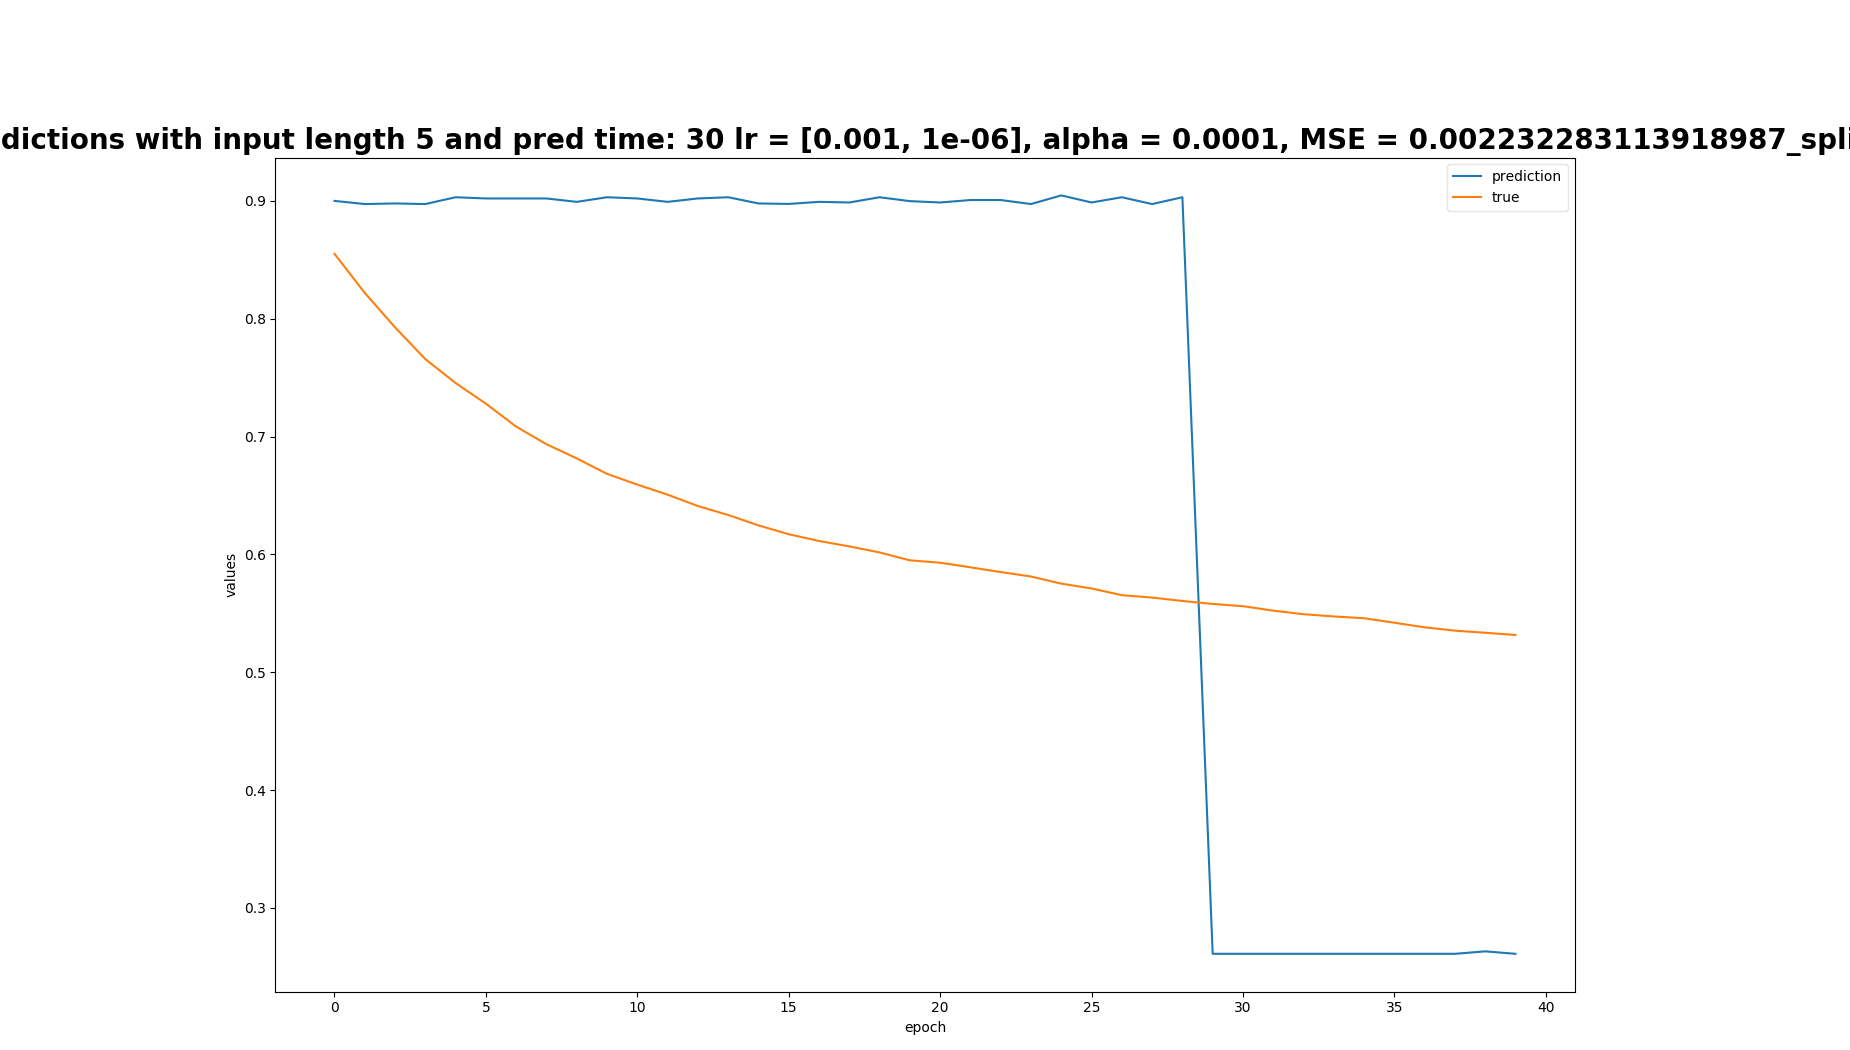 dictions with input length 5 and pred time: 30 lr = [0.001, 1e-06], alpha = 0.0001, MSE = 0.002232283113918987_spli
prediction
true
0.9
0.8
0.7
0.6
0.5
0.4
0.3
values
0 5 10 15 20 25 30 35 40
epoch